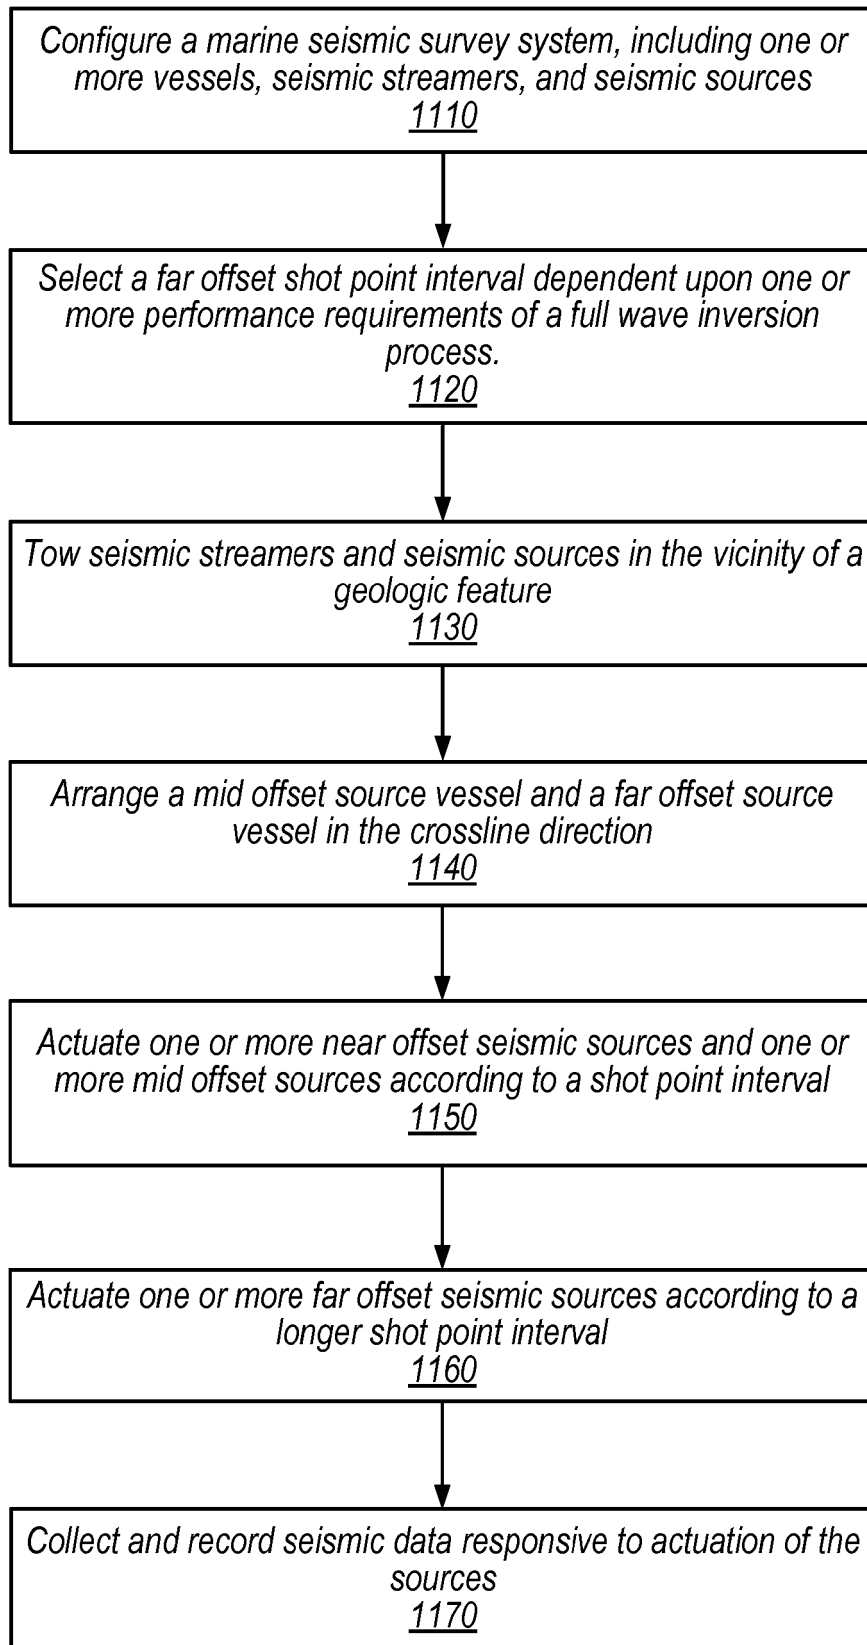 Configure a marine seismic survey system, including one or
more vessels, seismic streamers, and seismic sources
1110
Select a far offset shot point interval dependent upon one or
more performance requirements of a full wave inversion
process.
1120
Tow seismic streamers and seismic sources in the vicinity of a
geologic feature
1130
Arrange a mid offset source vessel and a far offset source
vessel in the crossline direction
1140
Actuate one or more near offset seismic sources and one or
more mid offset sources according to a shot point interval
1150
Actuate one or more far offset seismic sources according to a
longer shot point interval
1160
Collect and record seismic data responsive to actuation of the
sources
1170